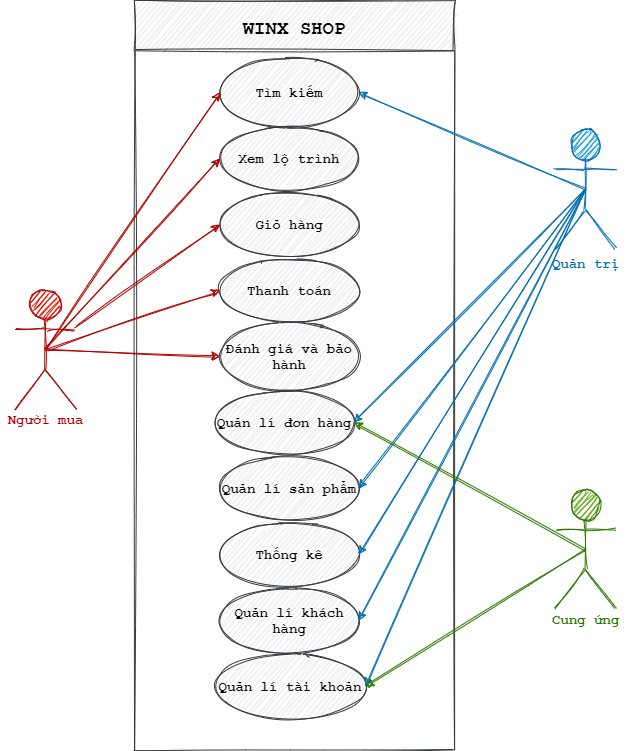 WINX SHOP
Tìm kiếm
Xem lộ trình
Giỏ hàng
Thanh toán
Đánh giá và bảo
hành
Quản lí đơn hàng
Quản lí sản phẩm
Thống kê
Quản lí khách
hàng
Quản lí tài khoản
Người mua
Quản trị
Cung ứng